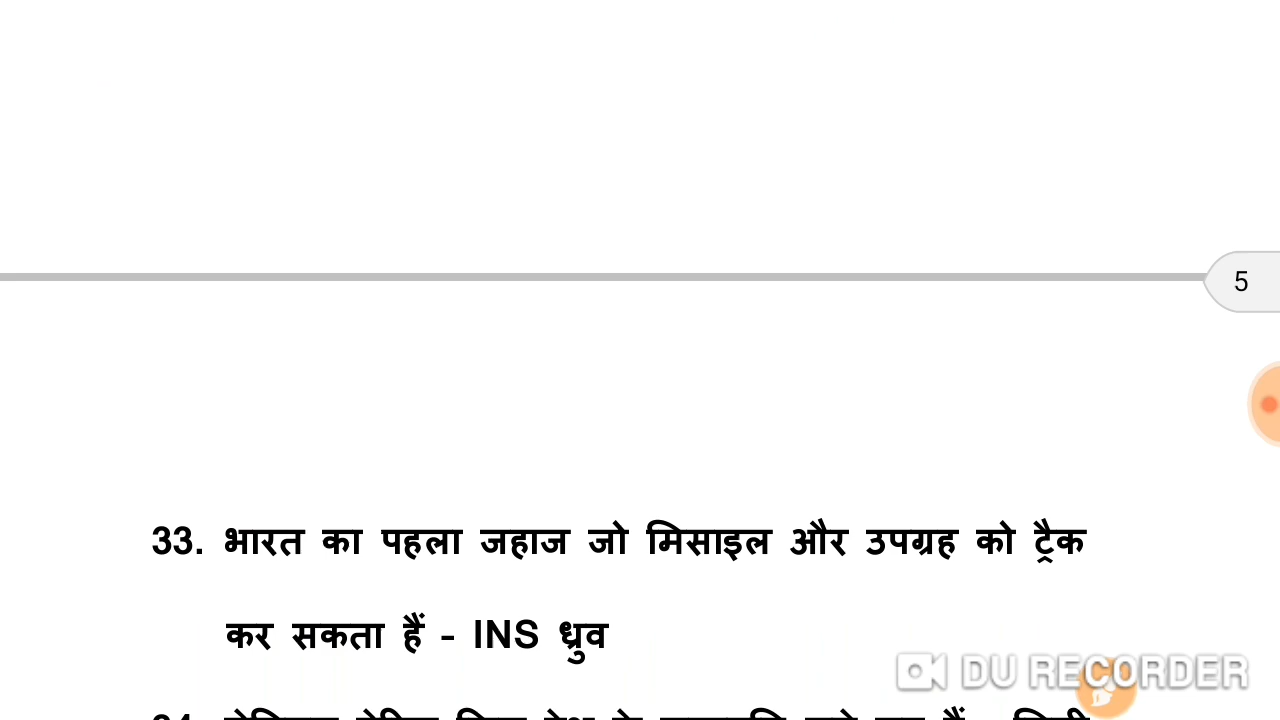 5
33. भारत का पहला जहाज जो मिसाइल और उपग्रह को ट्रैक
कर सकता हैं - INS ध्रुव
DU RECORDER